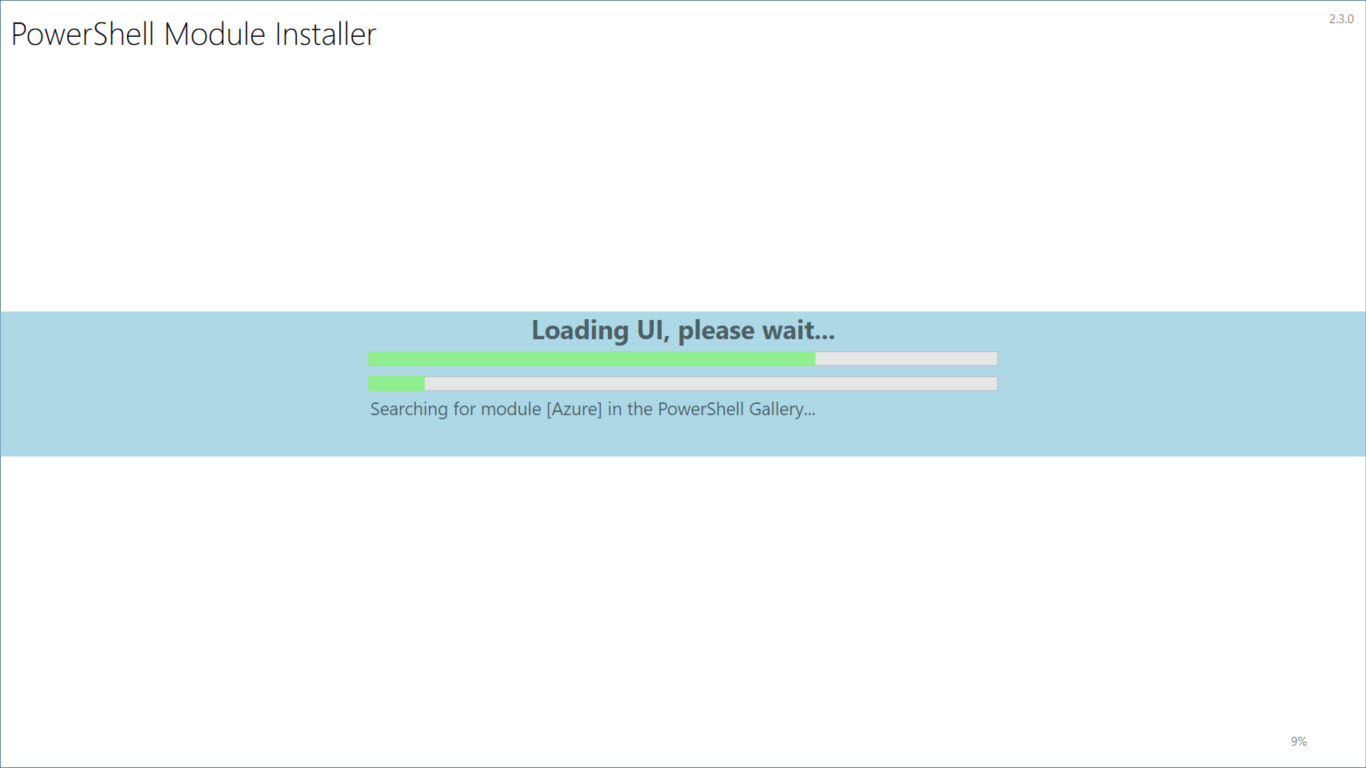 PowerShell Module Installer
2.3.0
Loading UI, please wait...
Searching for module [Azure] in the PowerShell Gallery...
9%